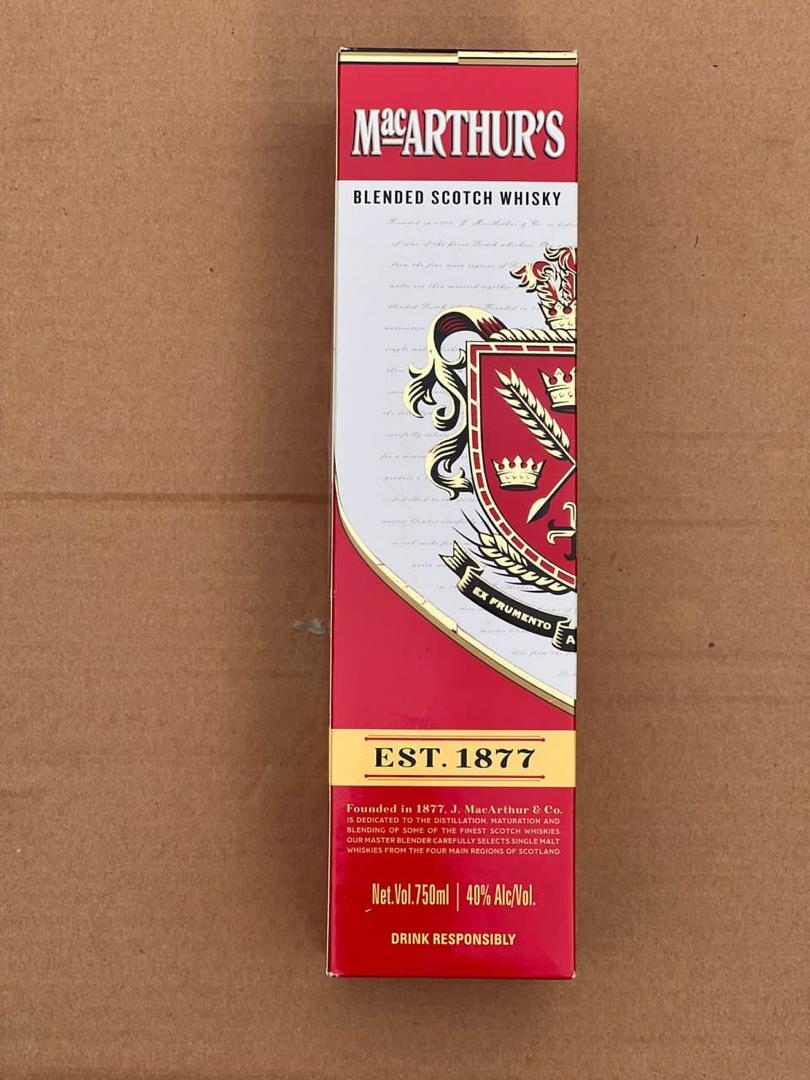 MacARTHUR'S
BLENDED SCOTCH WHISKY
EX FRUMENTO
EST. 1877
Founded in 1877, J. MacArthur & Co.
IS DEDICATED TO THE DISTILLATION, MATURATION AND
BLENDING OF SOME OF THE FINEST SCOTCH WHISKIES.
OUR MASTER BLENDER CAREFULLY SELECTS SINGLE MALT
WHISKIES FROM THE FOUR MAIN REGIONS OF SCOTLAND.
Net.Vol.750ml | 40% Alc/Vol.
DRINK RESPONSIBLY